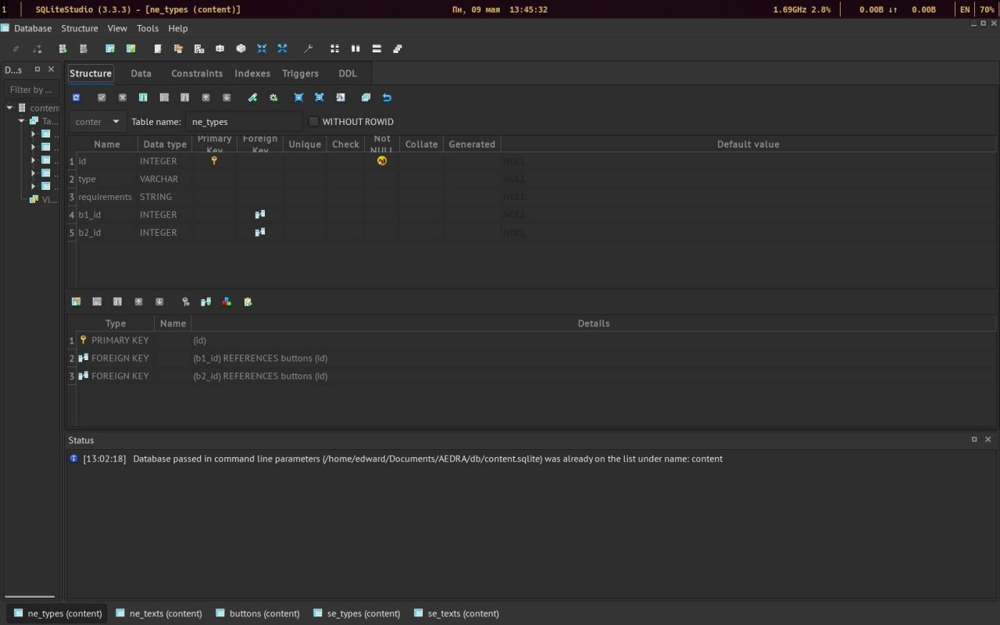 1 SQLiteStudio (3.3.3) - [ne_types (content)] Пн, 09 мая 13:45:32 1.69GHz 2.8% 0.00B ↓↑ 0.00B EN 70%
Database Structure View Tools Help
D...s
Structure Data Constraints Indexes Triggers DDL
Filter by ...
content
Ta...
..
..
..
..
..
Vi...
conter Table name: ne_types WITHOUT ROWID
Name Data type Primary Key Foreign Key Unique Check Not NULL Collate Generated Default value
1 id INTEGER NULL
2 type VARCHAR NULL
3 requirements STRING NULL
4 b1_id INTEGER NULL
5 b2_id INTEGER NULL
Type Name Details
1 PRIMARY KEY (id)
2 FOREIGN KEY (b1_id) REFERENCES buttons (id)
3 FOREIGN KEY (b2_id) REFERENCES buttons (id)
Status
[13:02:18] Database passed in command line parameters (/home/edward/Documents/AEDRA/db/content.sqlite) was already on the list under name: content
ne_types (content) ne_texts (content) buttons (content) se_types (content) se_texts (content)